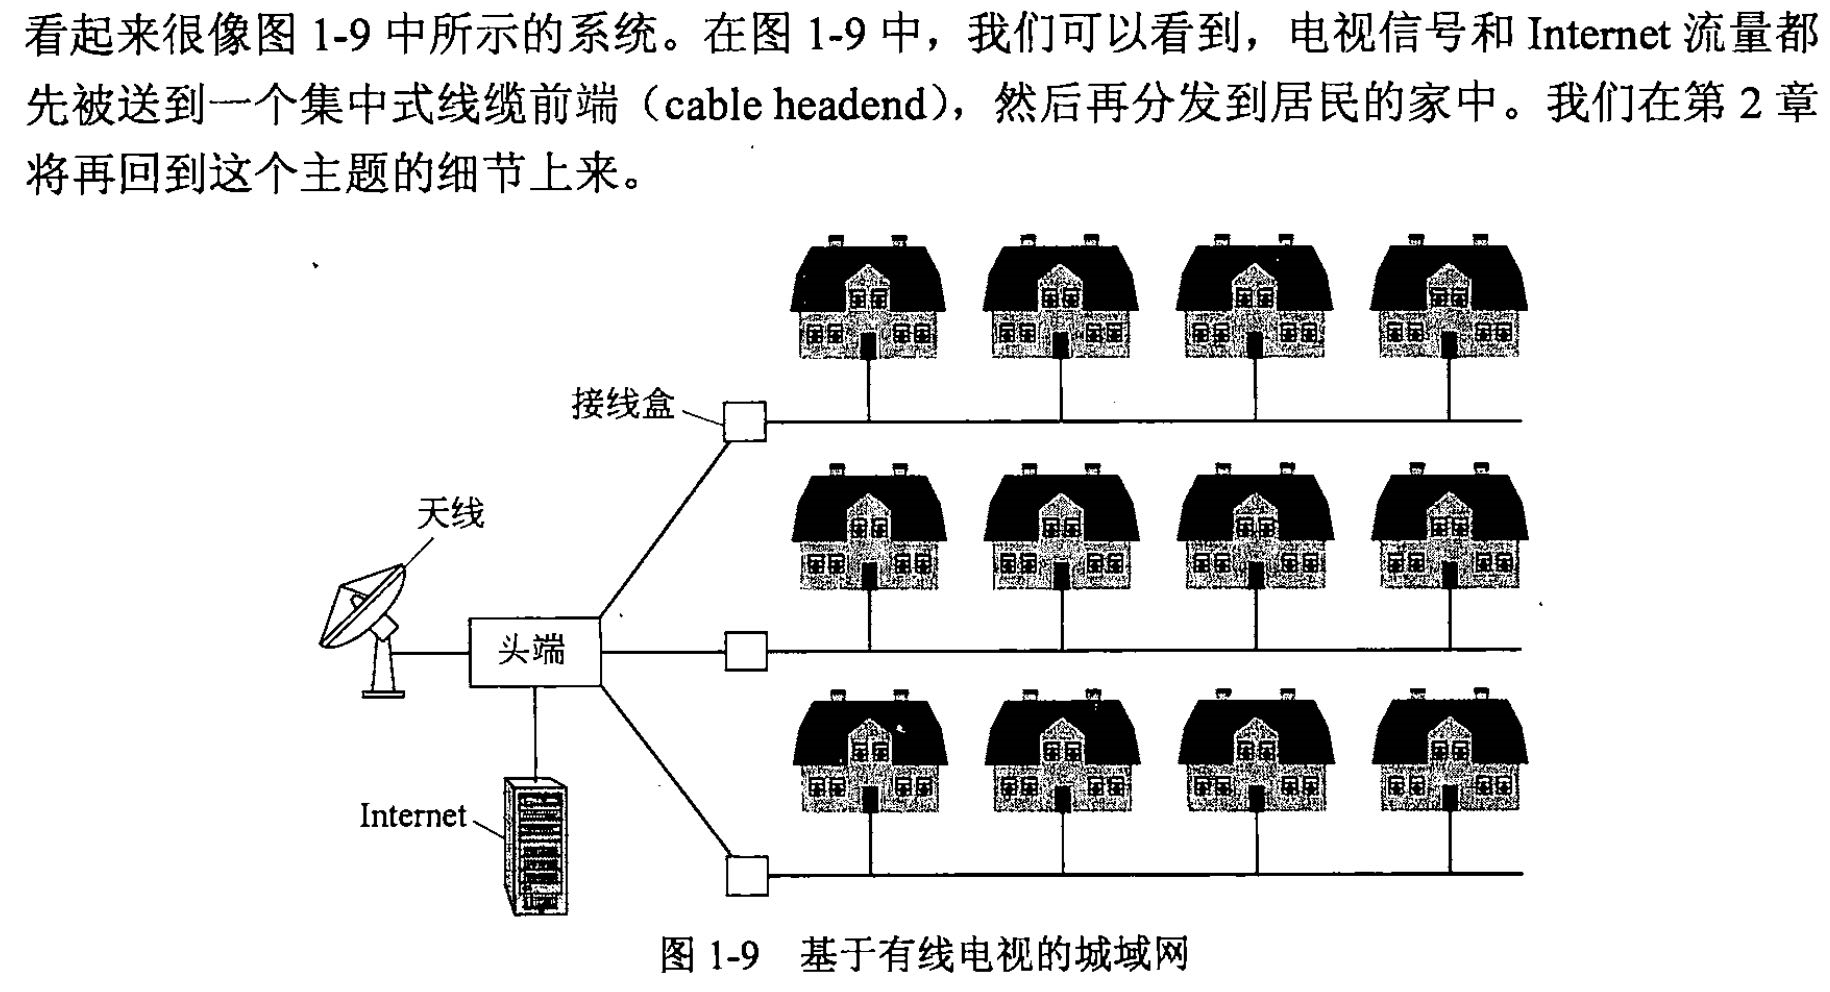 看起来很像图 1-9 中所示的系统。在图 1-9 中，我们可以看到，电视信号和 Internet 流量都
先被送到一个集中式线缆前端（cable headend），然后再分发到居民的家中。我们在第 2 章
将再回到这个主题的细节上来。
接线盒
天线
头端
Internet
图 1-9 基于有线电视的城域网